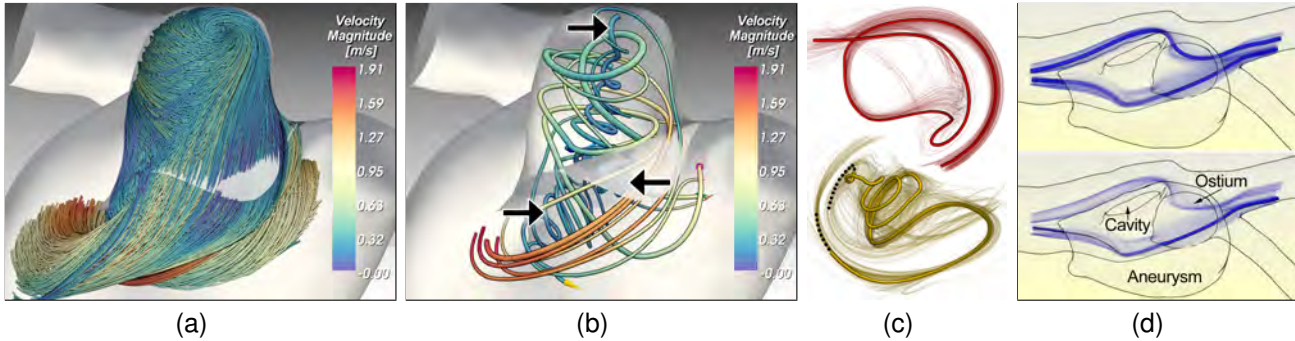 Velocity
Magnitude
[m/s]
1.91
1.59
1.27
0.95
0.63
0.32
-0.00
(a)
Velocity
Magnitude
[m/s]
1.91
1.59
1.27
0.95
0.63
0.32
-0.00
(b)
(c)
Ostium
Cavity
Aneurysm
(d)